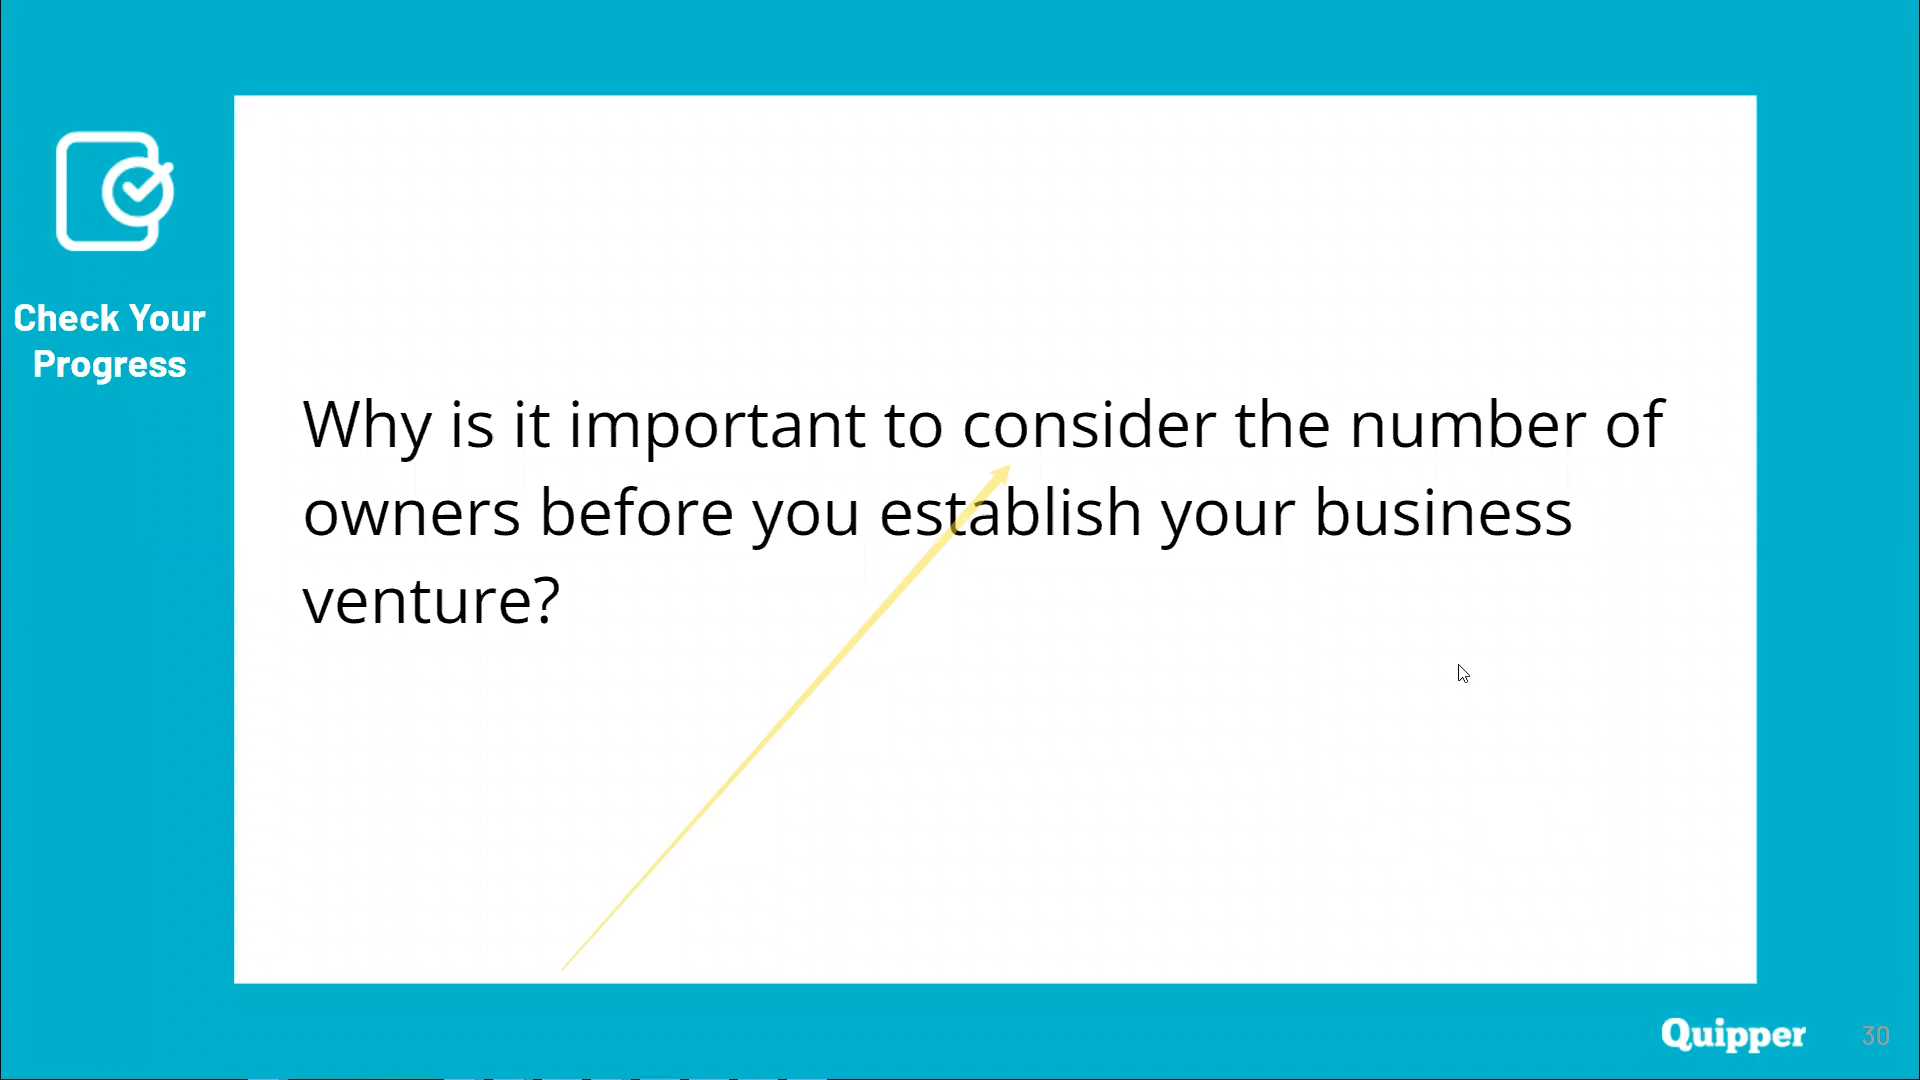 Check Your
Progress
Why is it important to consider the number of
owners before you establish your business
venture?
Quipper
30